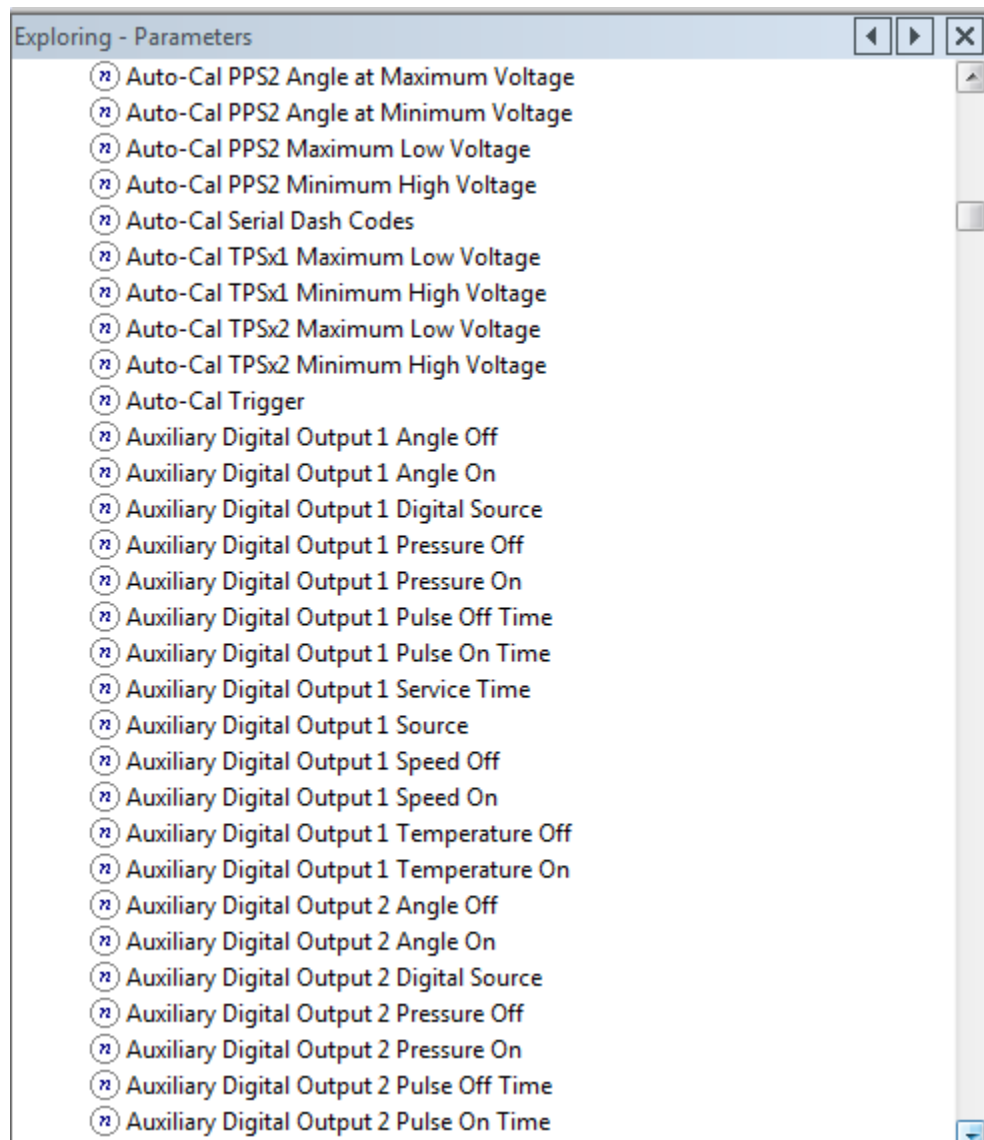 Exploring - Parameters
Auto-Cal PPS2 Angle at Maximum Voltage
Auto-Cal PPS2 Angle at Minimum Voltage
Auto-Cal PPS2 Maximum Low Voltage
Auto-Cal PPS2 Minimum High Voltage
Auto-Cal Serial Dash Codes
Auto-Cal TPSx1 Maximum Low Voltage
Auto-Cal TPSx1 Minimum High Voltage
Auto-Cal TPSx2 Maximum Low Voltage
Auto-Cal TPSx2 Minimum High Voltage
Auto-Cal Trigger
Auxiliary Digital Output 1 Angle Off
Auxiliary Digital Output 1 Angle On
Auxiliary Digital Output 1 Digital Source
Auxiliary Digital Output 1 Pressure Off
Auxiliary Digital Output 1 Pressure On
Auxiliary Digital Output 1 Pulse Off Time
Auxiliary Digital Output 1 Pulse On Time
Auxiliary Digital Output 1 Service Time
Auxiliary Digital Output 1 Source
Auxiliary Digital Output 1 Speed Off
Auxiliary Digital Output 1 Speed On
Auxiliary Digital Output 1 Temperature Off
Auxiliary Digital Output 1 Temperature On
Auxiliary Digital Output 2 Angle Off
Auxiliary Digital Output 2 Angle On
Auxiliary Digital Output 2 Digital Source
Auxiliary Digital Output 2 Pressure Off
Auxiliary Digital Output 2 Pressure On
Auxiliary Digital Output 2 Pulse Off Time
Auxiliary Digital Output 2 Pulse On Time